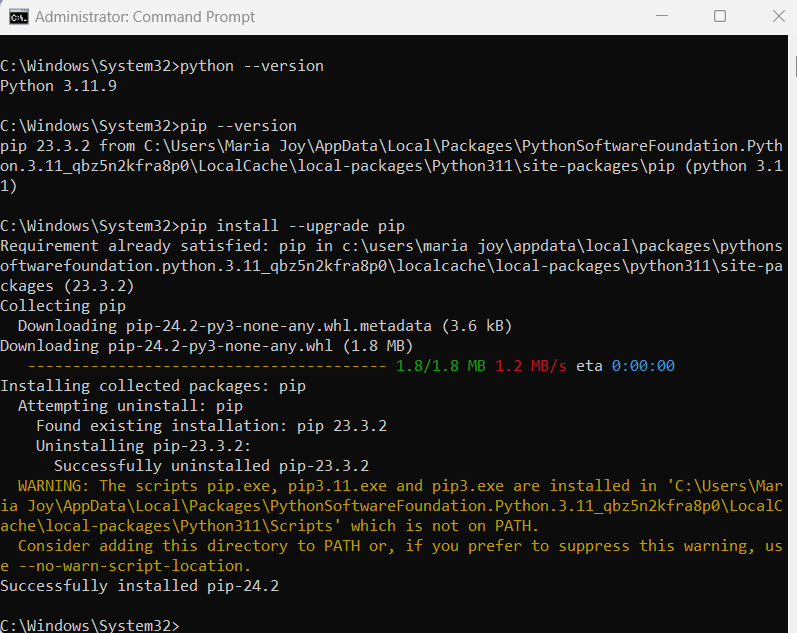 Administrator: Command Prompt
C:\Windows\System32>python --version
Python 3.11.9
C:\Windows\System32>pip --version
pip 23.3.2 from C:\Users\Maria Joy\AppData\Local\Packages\PythonSoftwareFoundation.Pyth
on.3.11_qbz5n2kfra8p0\LocalCache\local-packages\Python311\site-packages\pip (python 3.1
1)
C:\Windows\System32>pip install --upgrade pip
Requirement already satisfied: pip in c:\users\maria joy\appdata\local\packages\pythons
oftwarefoundation.python.3.11_qbz5n2kfra8p0\localcache\local-packages\python311\site-pa
ckages (23.3.2)
Collecting pip
  Downloading pip-24.2-py3-none-any.whl.metadata (3.6 kB)
Downloading pip-24.2-py3-none-any.whl (1.8 MB)
   ---------------------------------------- 1.8/1.8 MB 1.2 MB/s eta 0:00:00
Installing collected packages: pip
  Attempting uninstall: pip
    Found existing installation: pip 23.3.2
    Uninstalling pip-23.3.2:
      Successfully uninstalled pip-23.3.2
  WARNING: The scripts pip.exe, pip3.11.exe and pip3.exe are installed in 'C:\Users\Mar
ia Joy\AppData\Local\Packages\PythonSoftwareFoundation.Python.3.11_qbz5n2kfra8p0\LocalC
ache\local-packages\Python311\Scripts' which is not on PATH.
  Consider adding this directory to PATH or, if you prefer to suppress this warning, us
e --no-warn-script-location.
Successfully installed pip-24.2
C:\Windows\System32>